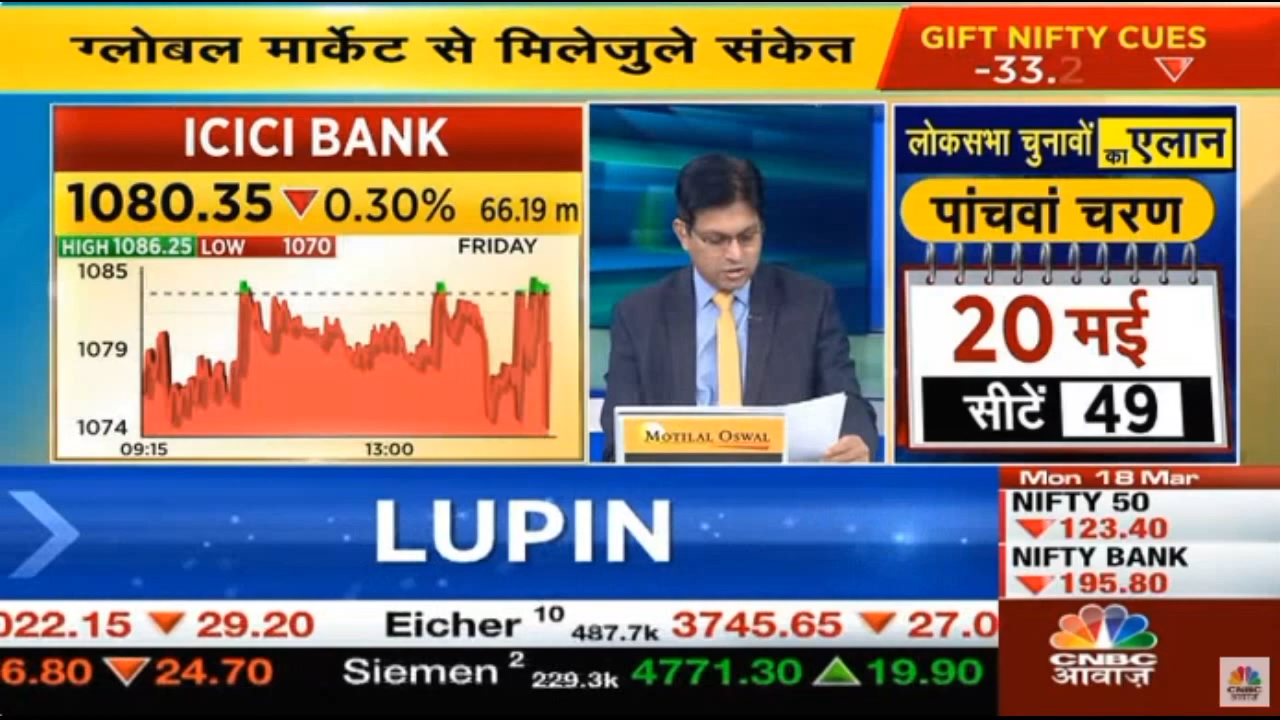 ग्लोबल मार्केट से मिलेजुले संकेत
GIFT NIFTY CUES
-33.2
ICICI BANK
1080.35 0.30% 66.19 m
HIGH 1086.25 LOW 1070 FRIDAY
1085
1079
1074
09:15 13:00
MOTILAL OSWAL
लोकसभा चुनावों का एलान
पांचवां चरण
20 मई
सीटें 49
LUPIN
Mon 18 Mar
NIFTY 50
123.40
NIFTY BANK
195.80
022.15 29.20 Eicher 10 487.7k 3745.65 27.0
6.80 24.70 Siemen 2 229.3k 4771.30 19.90
CNBC
आवाज़
CNBC
आवाज़